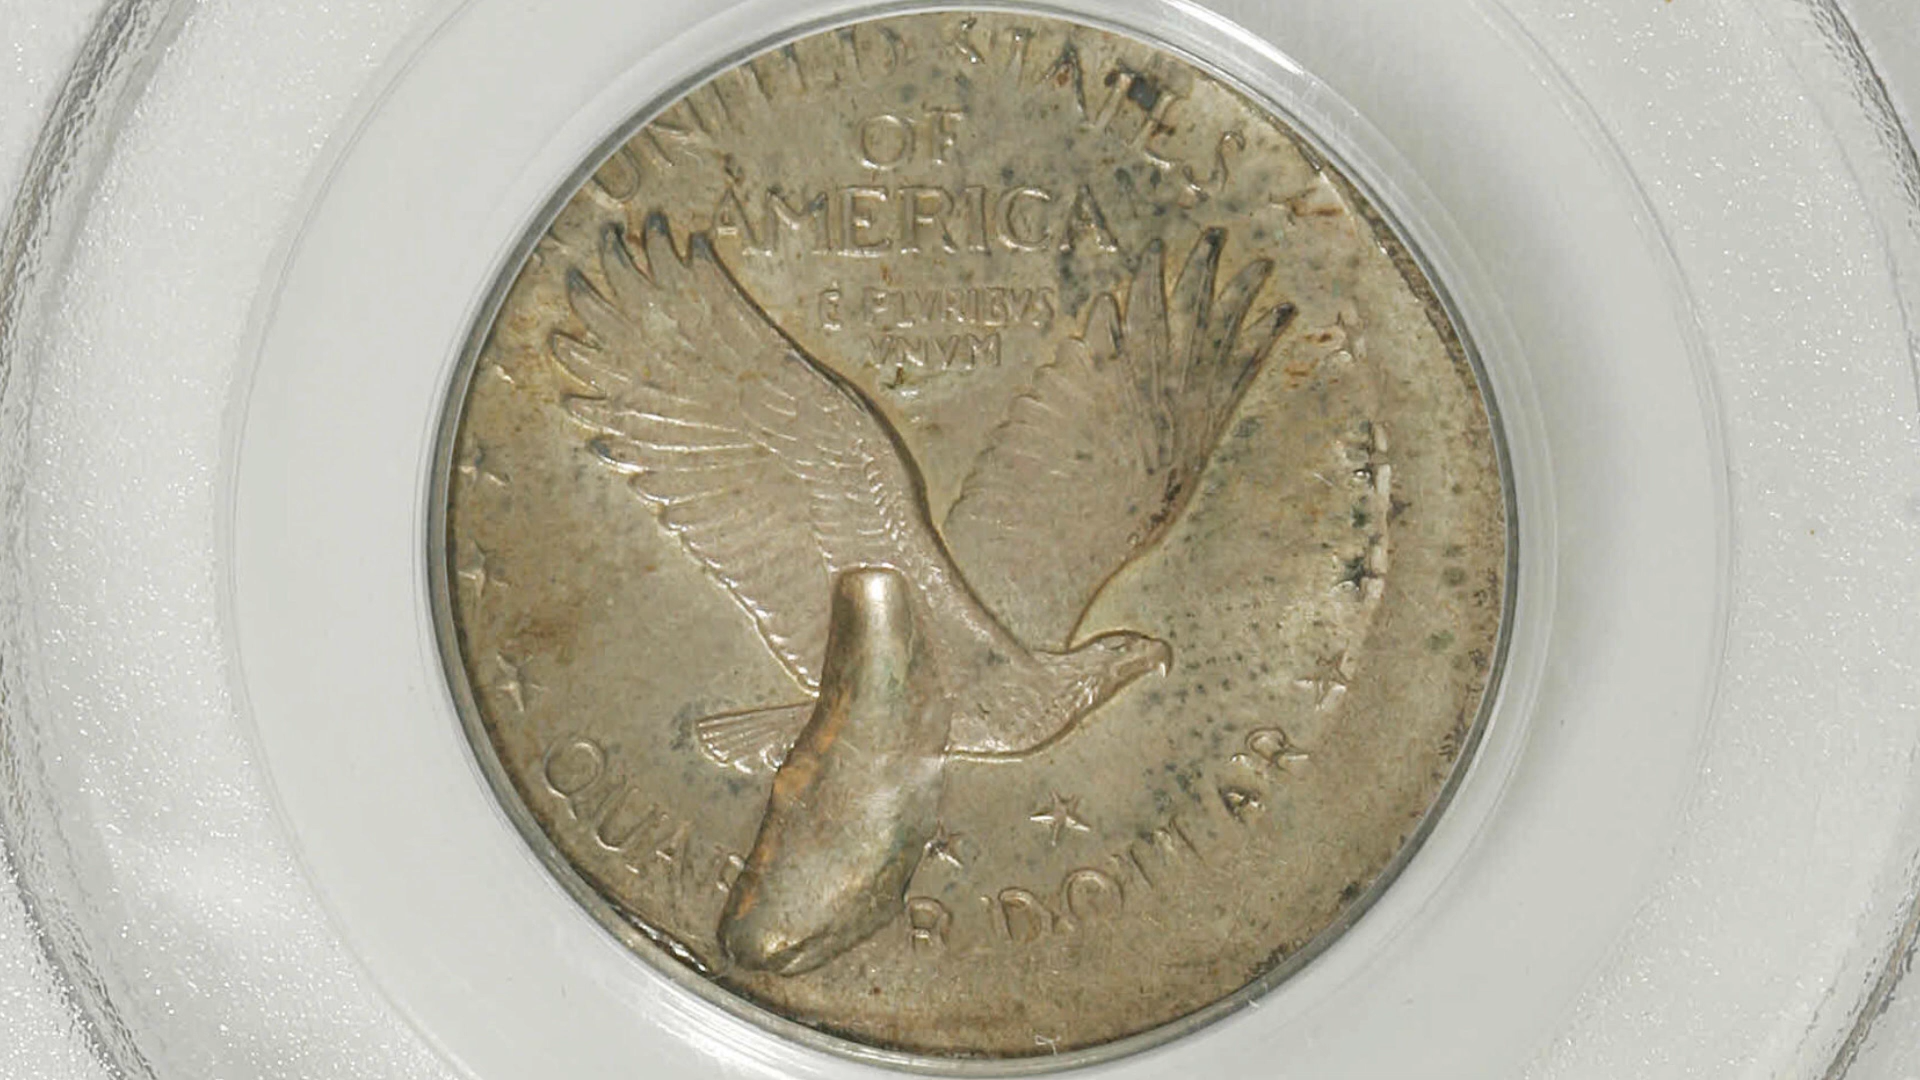 UNITED STATES
OF
AMERICA
E PLVRIBVS
VNVM
QUAR R DOLLAR